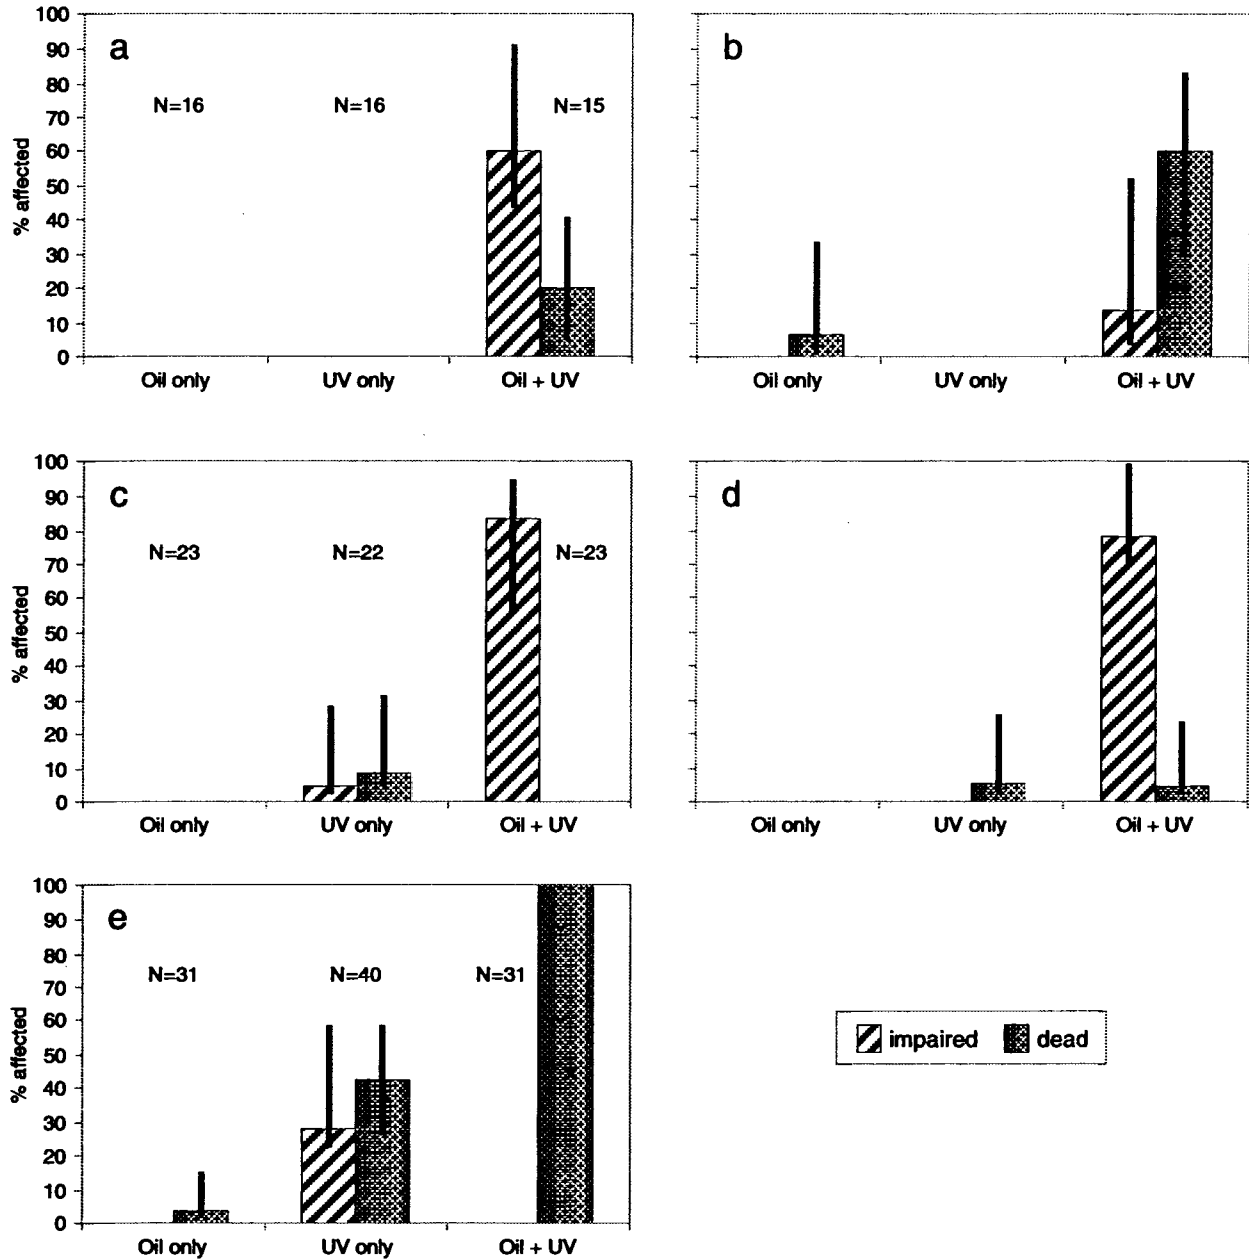 a
100
90
80
70
60
50
40
30
20
10
0
% affected
N=16
N=16
N=15
Oil only
UV only
Oil + UV
b
Oil only
UV only
Oil + UV
c
100
90
80
70
60
50
40
30
20
10
0
% affected
N=23
N=22
N=23
Oil only
UV only
Oil + UV
d
Oil only
UV only
Oil + UV
e
100
90
80
70
60
50
40
30
20
10
0
% affected
N=31
N=40
N=31
Oil only
UV only
Oil + UV
impaired
dead